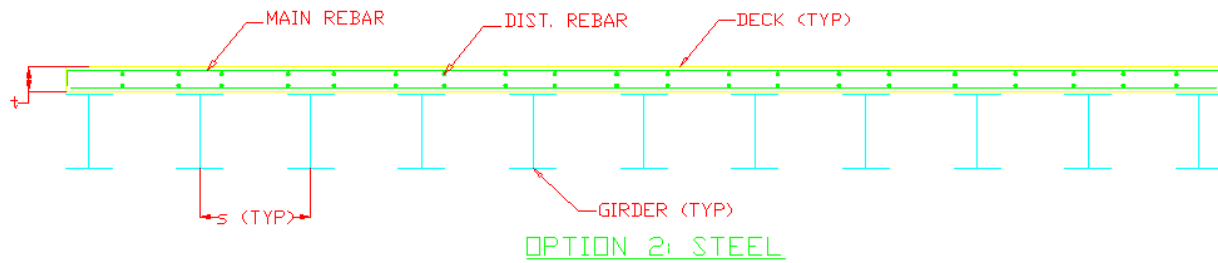 MAIN REBAR
DIST. REBAR
DECK (TYP)
t
s (TYP)
GIRDER (TYP)
OPTION 2: STEEL